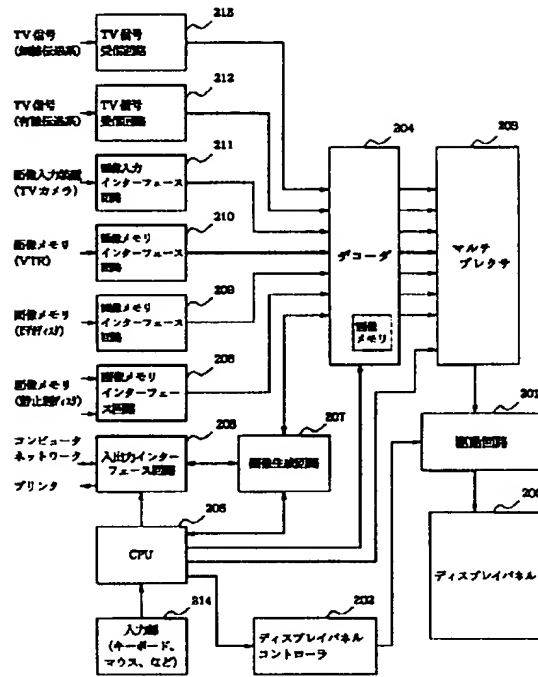 213
TV信号
(無線伝送系)
TV信号
受信回路
212
TV信号
(有線伝送系)
TV信号
受信回路
204
203
211
画像入力装置
(TVカメラ)
画像入力
インターフェース
回路
210
画像メモリ
(VTR)
画像メモリ
インターフェース
回路
デコーダ
マルチ
プレクサ
209
画像メモリ
画像メモリ
インターフェース
回路
画像
メモリ
208
画像メモリ
(静止画ディスク)
画像メモリ
インターフェー
ス回路
201
205
207
コンピュータ
ネットワーク
プリンタ
入出力インター
フェース回路
画像生成回路
駆動回路
200
206
CPU
ディスプレイパネル
214
202
入力部
(キーボード、
マウス、など)
ディスプレイパネル
コントローラ